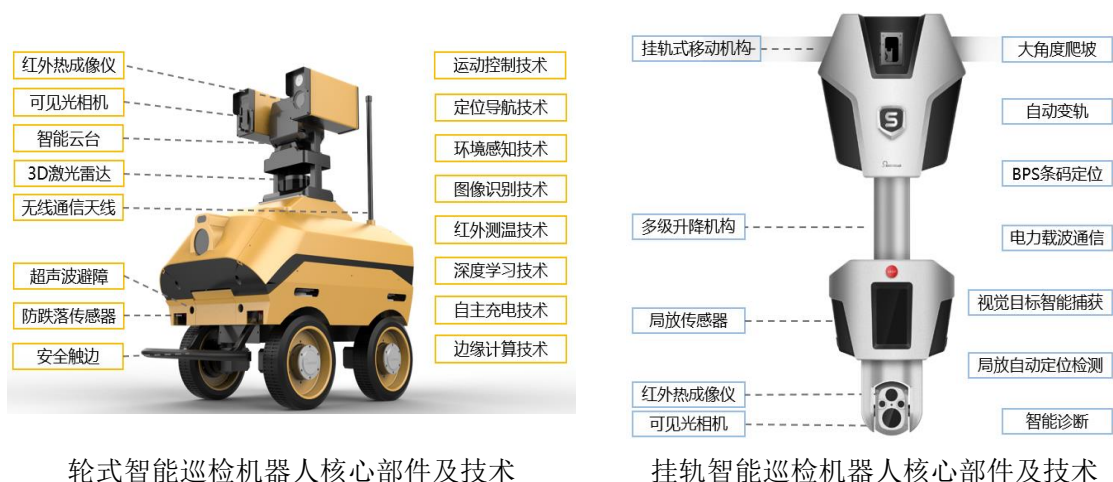 红外热成像仪
可见光相机
智能云台
3D激光雷达
无线通信天线
超声波避障
防跌落传感器
安全触边
运动控制技术
定位导航技术
环境感知技术
图像识别技术
红外测温技术
深度学习技术
自主充电技术
边缘计算技术
轮式智能巡检机器人核心部件及技术
挂轨式移动机构
多级升降机构
局放传感器
红外热成像仪
可见光相机
S
大角度爬坡
自动变轨
BPS条码定位
电力载波通信
视觉目标智能捕获
局放自动定位检测
智能诊断
挂轨智能巡检机器人核心部件及技术